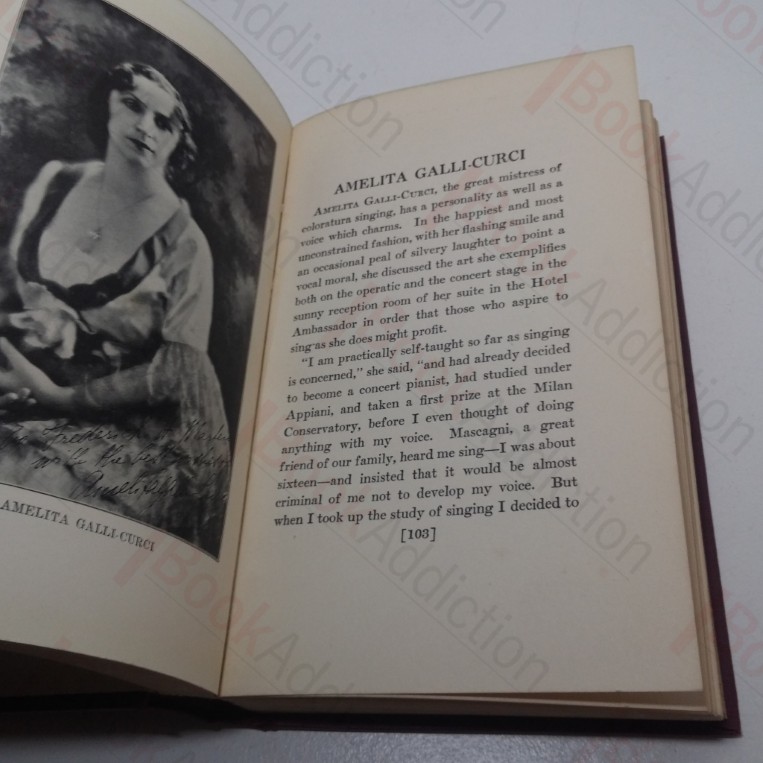 AMELITA GALLI-CURCI
AMELITA GALLI-CURCI
AMELITA GALLI-CURCI, the great mistress of
coloratura singing, has a personality as well as a
voice which charms. In the happiest and most
unconstrained fashion, with her flashing smile and
an occasional peal of silvery laughter to point a
vocal moral, she discussed the art she exemplifies
both on the operatic and the concert stage in the
sunny reception room of her suite in the Hotel
Ambassador in order that those who aspire to
sing as she does might profit.
"I am practically self-taught so far as singing
is concerned," she said, "and had already decided
to become a concert pianist, had studied under
Appiani, and taken a first prize at the Milan
Conservatory, before I even thought of doing
anything with my voice. Mascagni, a great
friend of our family, heard me sing—I was about
sixteen—and insisted that it would be almost
criminal of me not to develop my voice. But
when I took up the study of singing I decided to
[103]
BookAddiction